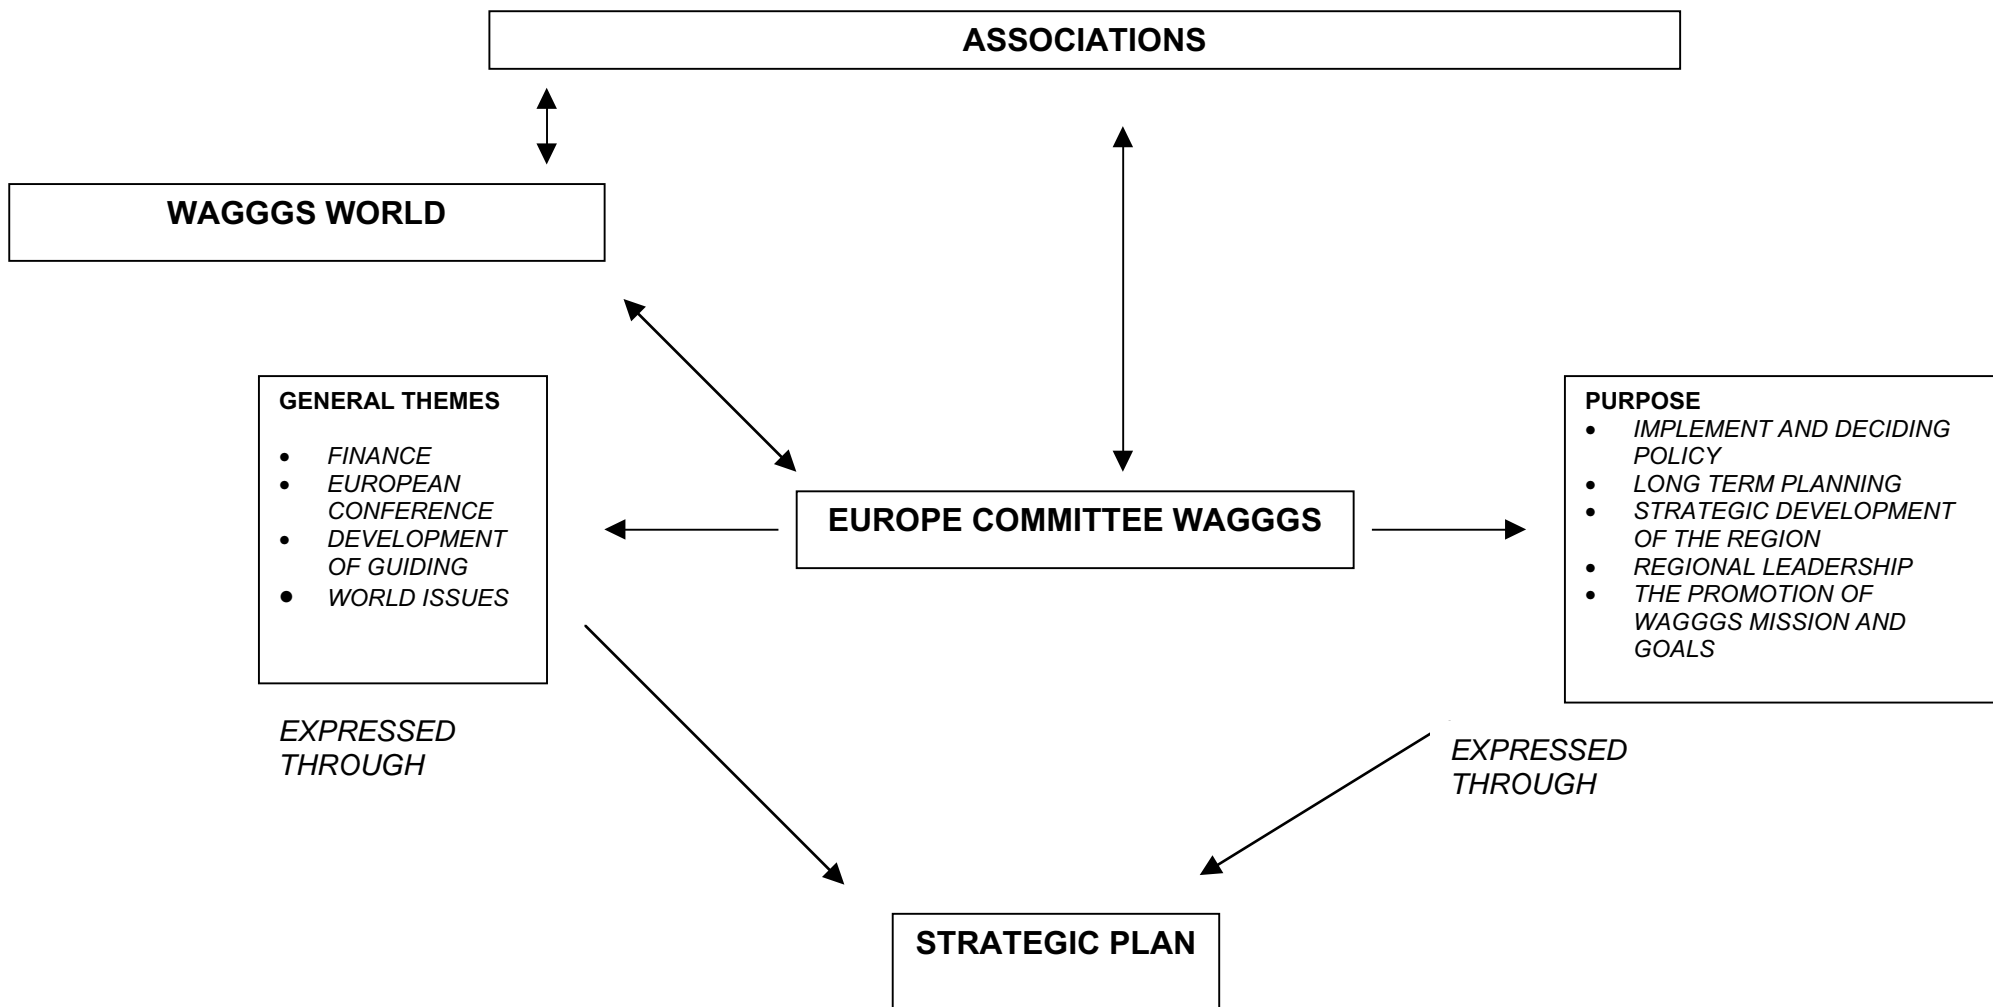 ASSOCIATIONS
WAGGGS WORLD
GENERAL THEMES
• FINANCE
• EUROPEAN
CONFERENCE
• DEVELOPMENT
OF GUIDING
• WORLD ISSUES
EUROPE COMMITTEE WAGGGS
PURPOSE
• IMPLEMENT AND DECIDING
POLICY
• LONG TERM PLANNING
• STRATEGIC DEVELOPMENT
OF THE REGION
• REGIONAL LEADERSHIP
• THE PROMOTION OF
WAGGGS MISSION AND
GOALS
EXPRESSED
THROUGH
EXPRESSED
THROUGH
STRATEGIC PLAN